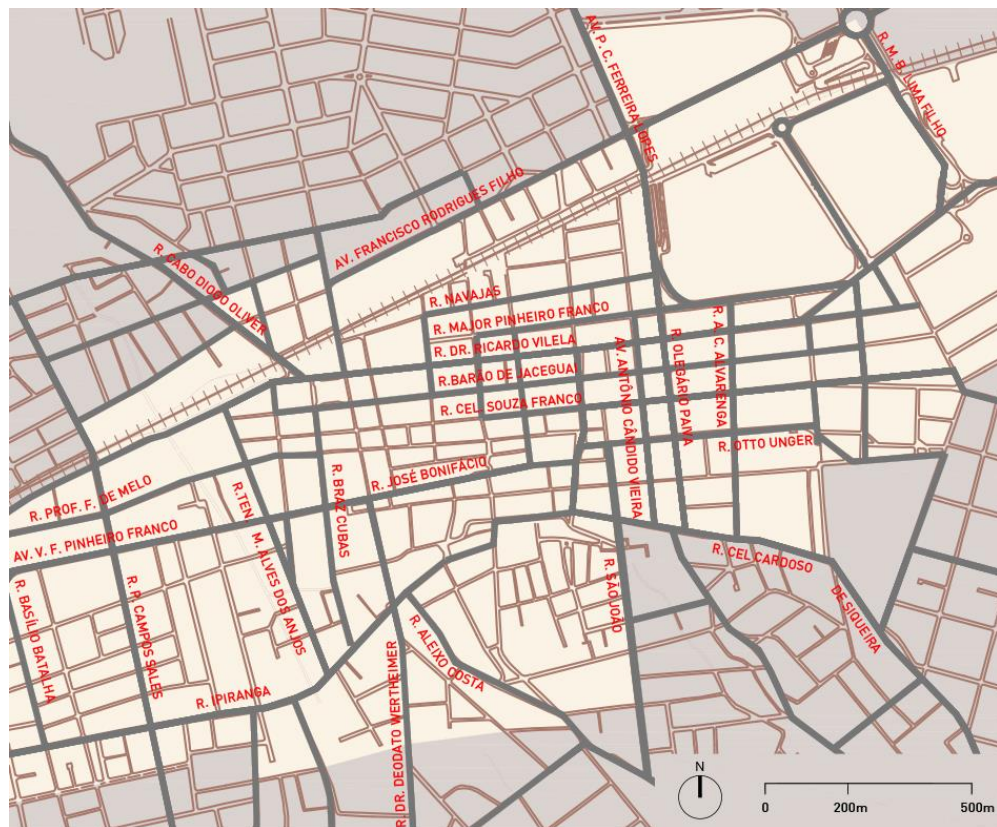 AV. P. C. FERREIRA LOPES
R. M. B. LIMA FILHO
AV. FRANCISCO RODRIGUES FILHO
R. CABO DIOGO OLIVER
R. NAVAJAS
R. MAJOR PINHEIRO FRANCO
R. DR. RICARDO VILELA
R.BARÃO DE JACEGUAI
R. CEL. SOUZA FRANCO
AV. ANTÔNIO CÂNDIDO VIEIRA
R. OLEGÁRIO PAIVA
R. A. C. ALVARENGA
R. OTTO UNGER
R. JOSÉ BONIFÁCIO
R. BRAZ CUBAS
R.TEN. M. ALVES DOS ANJOS
R. PROF. F. DE MELO
AV. V. F. PINHEIRO FRANCO
R. BASÍLIO BATALHA
R. P. CAMPOS SALES
R. IPIRANGA
R. DR. DEODATO WERTHEIMER
R. ALEIXO COSTA
R. SÃO JOÃO
R. CEL CARDOSO
DE SIQUEIRA
N
0
200m
500m